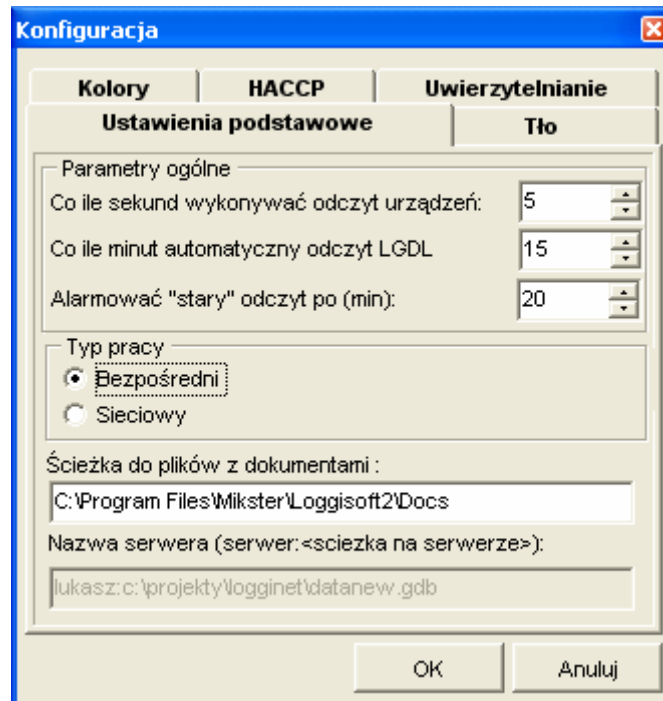 Konfiguracja
Kolory HACCP Uwierzytelnianie
Ustawienia podstawowe Tło
Parametry ogólne
Co ile sekund wykonywać odczyt urządzeń: 5
Co ile minut automatyczny odczyt LGDL 15
Alarmować "stary" odczyt po (min): 20
Typ pracy
Bezpośredni
Sieciowy
Ścieżka do plików z dokumentami :
C:\Program Files\Mikster\Loggisoft2\Docs
Nazwa serwera (serwer:<sciezka na serwerze>):
lukasz:c:\projekty\logginet\datanew.gdb
OK Anuluj